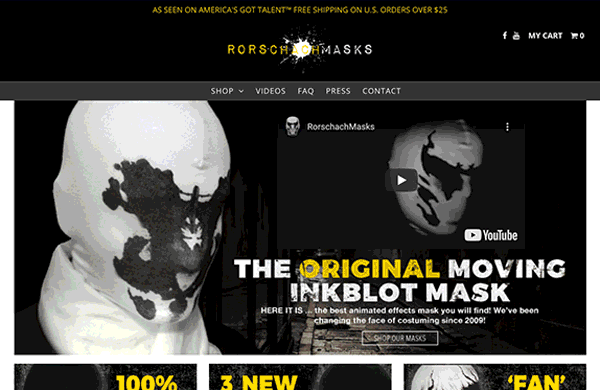 AS SEEN ON AMERICA'S GOT TALENT™ FREE SHIPPING ON U.S. ORDERS OVER $25
RORSCHACHMASKS
MY CART 0
SHOP VIDEOS FAQ PRESS CONTACT
RorschachMasks
YouTube
THE ORIGINAL MOVING
INKBLOT MASK
HERE IT IS ... the best animated effects mask you will find! We've been
changing the face of costuming since 2009!
SHOP OUR MASKS
100%
3 NEW
'FAN'